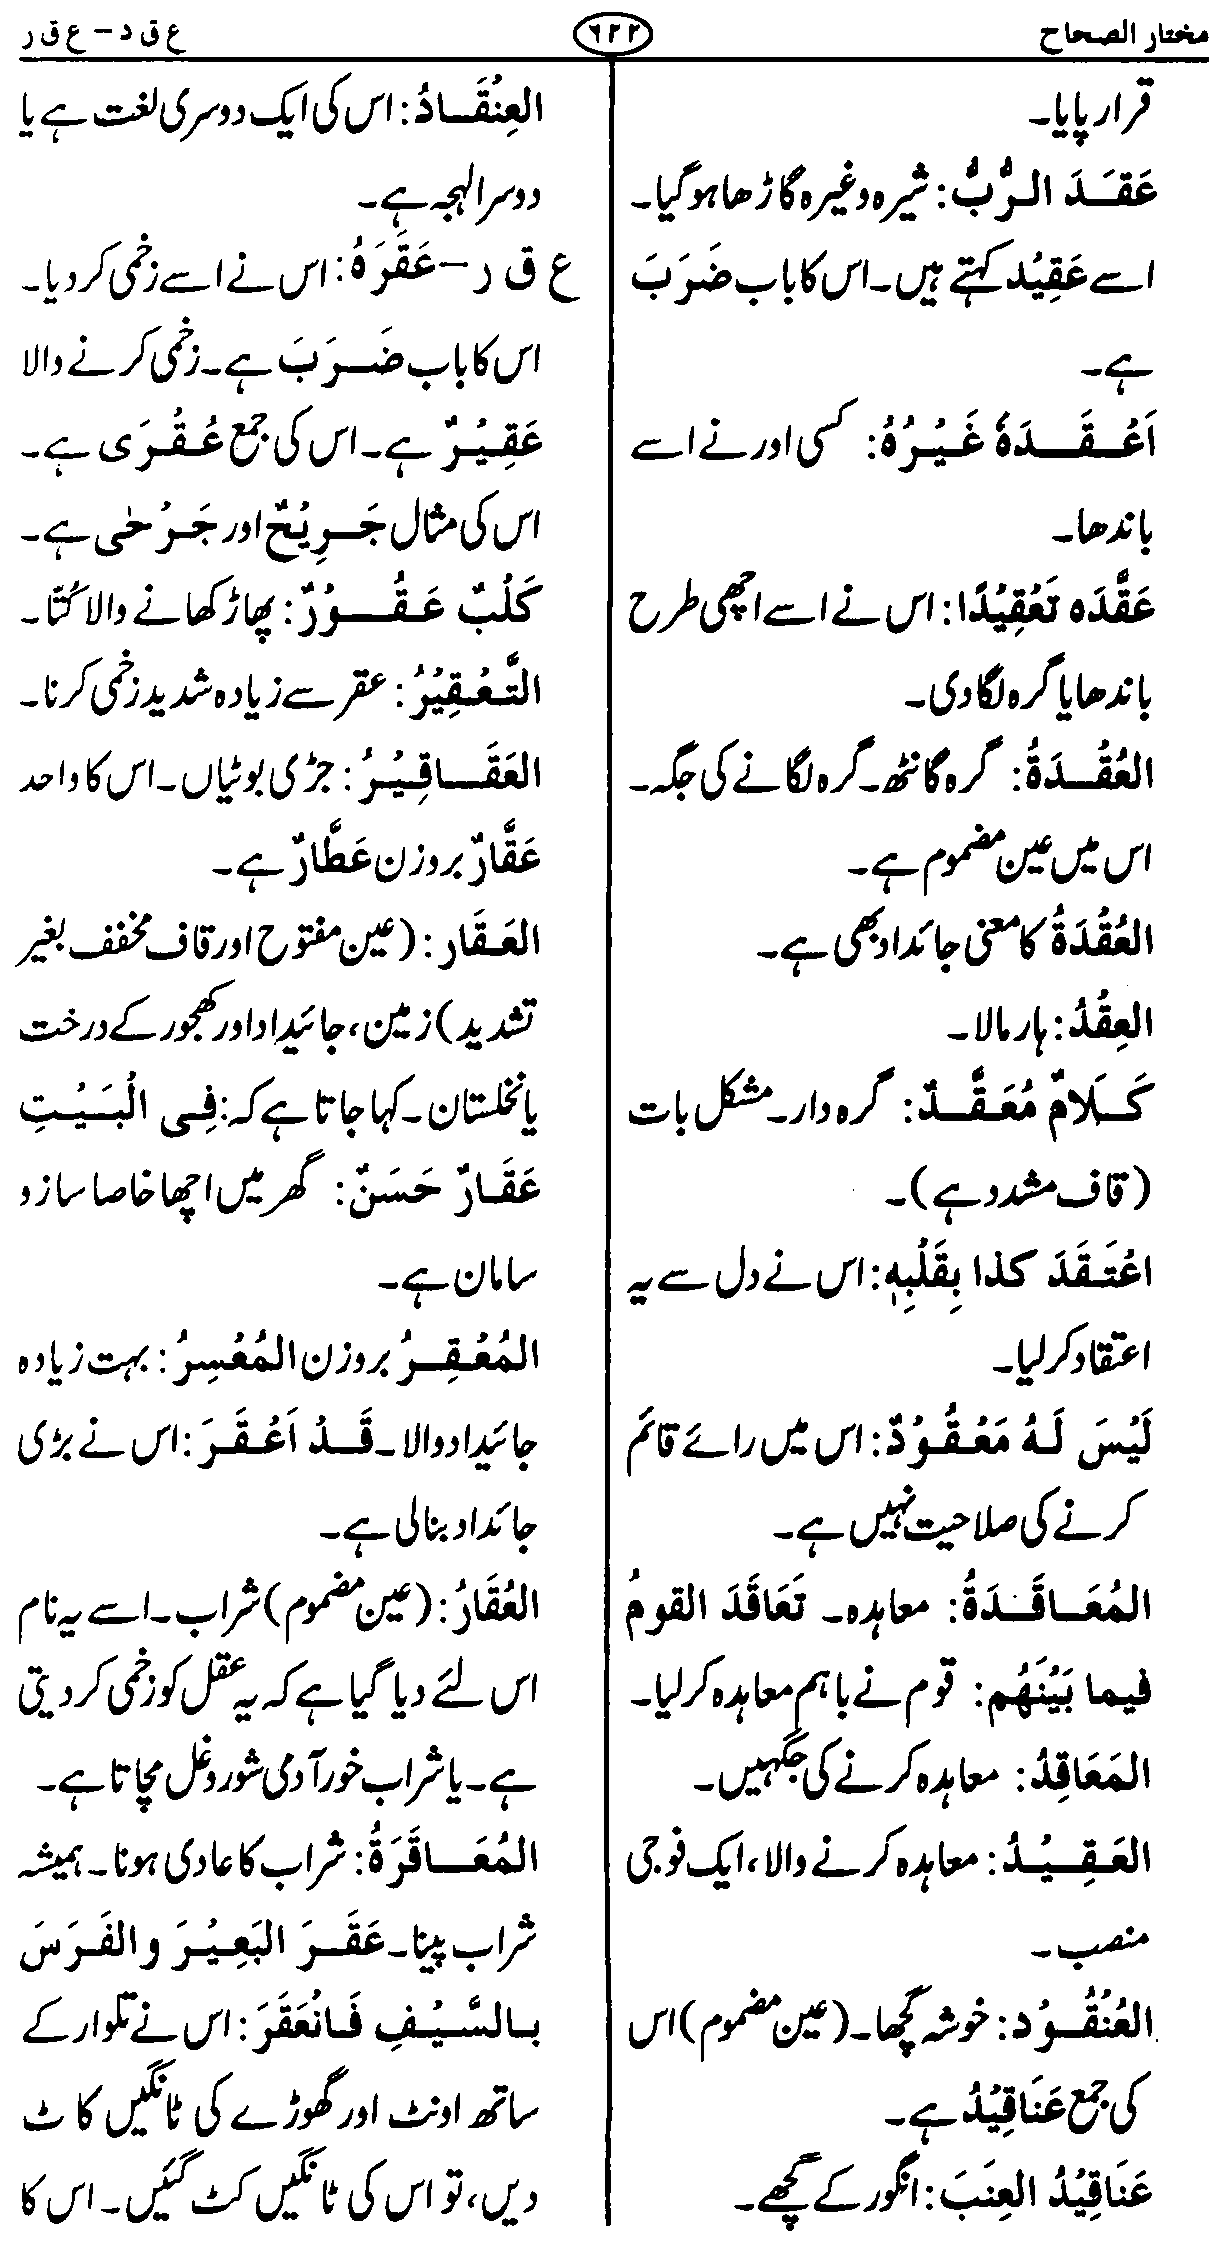 مختار الصحاح
۶۲۲
ع ق د – ع ق ر
قرار پایا۔
عَقَدَ الرُّبُّ: شیرہ وغیرہ گاڑھا ہوگیا۔
اسے عَقِیْد کہتے ہیں۔ اس کا باب ضَرَبَ
ہے۔
اَعْقَدَهٗ غَيْرُهُ: کسی اور نے اسے
باندھا۔
عَقَّدَه تَعْقِيْدًا: اس نے اسے اچھی طرح
باندھا یا گرہ لگا دی۔
العُقْدَةُ: گرہ گانٹھ۔ گرہ لگانے کی جگہ۔
اس میں عین مضموم ہے۔
العُقْدَةُ کا معنی جائداد بھی ہے۔
العِقْدُ: ہار مالا۔
كَلَامٌ مُعَقَّدٌ: گرہ دار۔ مشکل بات
(قاف مشدد ہے)۔
اعْتَقَدَ كذا بِقَلْبِهٖ: اس نے دل سے یہ
اعتقاد کرلیا۔
لَيْسَ لَهُ مَعْقُوْدٌ: اس میں رائے قائم
کرنے کی صلاحیت نہیں ہے۔
المُعَاقَدَةُ: معاہدہ۔ تَعَاقَدَ القومُ
فيما بَيْنَهُم: قوم نے باہم معاہدہ کرلیا۔
المَعَاقِدُ: معاہدہ کرنے کی جگہیں۔
العَقِيْدُ: معاہدہ کرنے والا، ایک فوجی
منصب۔
العُنْقُوْد: خوشہ گچھا۔ (عین مضموم) اس
کی جمع عَنَاقِيْدُ ہے۔
عَنَاقِيْدُ العِنَبَ: انگور کے گچھے۔
العِنْقَادُ: اس کی ایک دوسری لغت ہے یا
دوسرا لہجہ ہے۔
ع ق ر – عَقَرَهُ: اس نے اسے زخمی کر دیا۔
اس کا باب ضَرَبَ ہے۔ زخمی کرنے والا
عَقِيْرٌ ہے۔ اس کی جمع عُقْرَى ہے۔
اس کی مثال جَرِيْحٌ اور جَرْحٰى ہے۔
كَلْبٌ عَقُوْرٌ: پھاڑ کھانے والا کُتّا۔
التَّعْقِيْرُ: عقر سے زیادہ شدید زخمی کرنا۔
العَقَاقِيْرُ: جڑی بوٹیاں۔ اس کا واحد
عَقَّارٌ بروزن عَطَّارٌ ہے۔
العَقَار: (عین مفتوح اور قاف مخفف بغیر
تشدید) زمین، جائیداد اور کھجور کے درخت
یا نخلستان۔ کہا جاتا ہے کہ: فِى الْبَيْتِ
عَقَارٌ حَسَنٌ: گھر میں اچھا خاصا ساز و
سامان ہے۔
المُعْقِرُ بروزن المُعْسِرُ: بہت زیادہ
جائیداد والا۔ قَدْ اَعْقَرَ: اس نے بڑی
جائداد بنالی ہے۔
العُقَارُ: (عین مضموم) شراب۔ اسے یہ نام
اس لئے دیا گیا ہے کہ یہ عقل کو زخمی کر دیتی
ہے۔ یا شراب خور آدمی شور وغل مچاتا ہے۔
المُعَاقَرَةُ: شراب کا عادی ہونا۔ ہمیشہ
شراب پینا۔ عَقَرَ البَعِيْرَ والفَرَسَ
بالسَّيْفِ فَانْعَقَرَ: اس نے تلوار کے
ساتھ اونٹ اور گھوڑے کی ٹانگیں کاٹ
دیں، تو اس کی ٹانگیں کٹ گئیں۔ اس کا